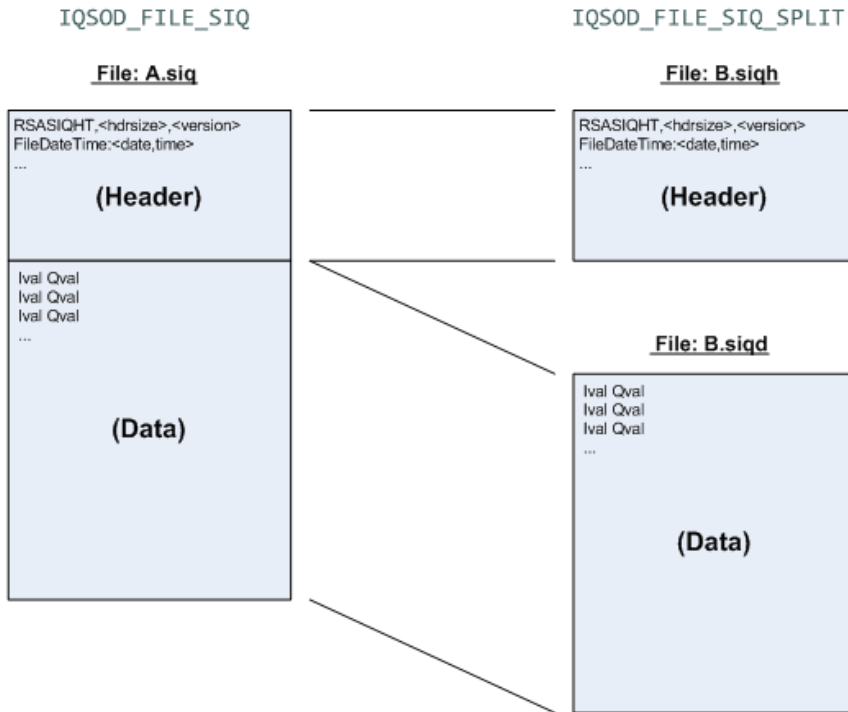 IQSOD_FILE_SIQ
File: A.siq
RSASIQHT,<hdrsize>,<version>
FileDateTime:<date,time>
...
(Header)
Ival Qval
Ival Qval
Ival Qval
...
(Data)
IQSOD_FILE_SIQ_SPLIT
File: B.siqh
RSASIQHT,<hdrsize>,<version>
FileDateTime:<date,time>
...
(Header)
File: B.siqd
Ival Qval
Ival Qval
Ival Qval
...
(Data)